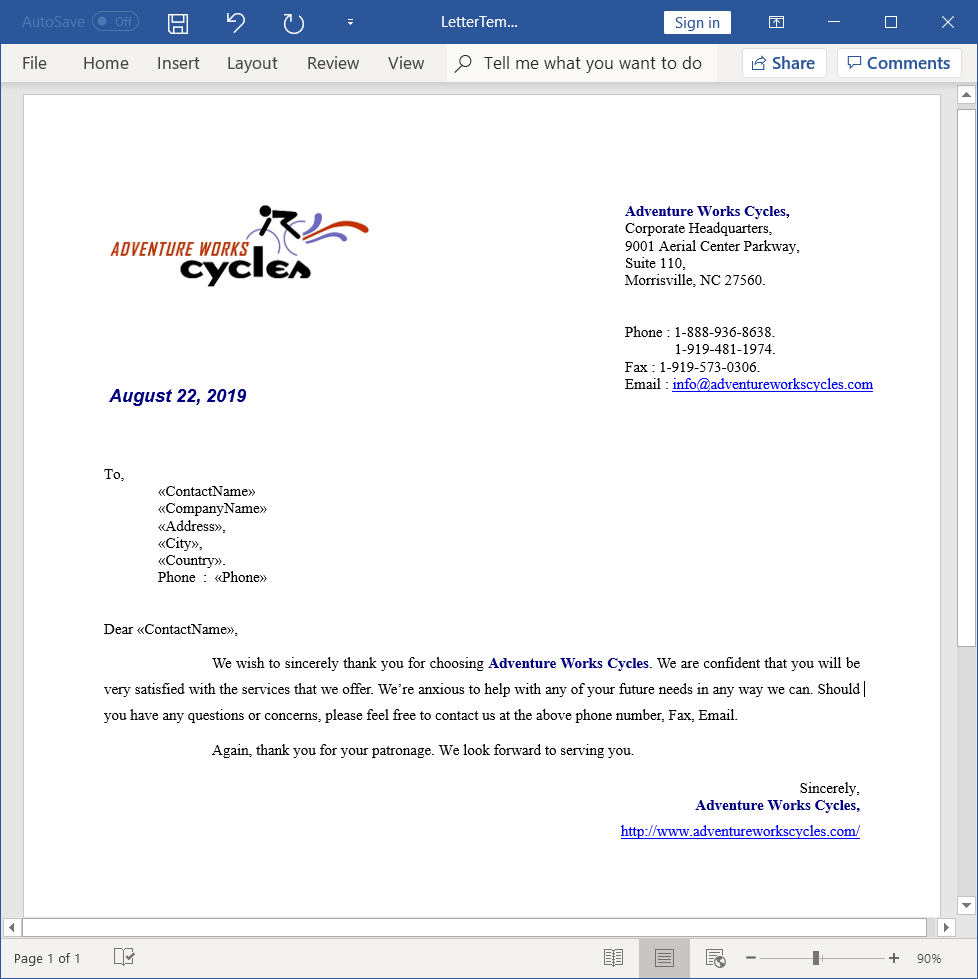 AutoSave Off LetterTem... Sign in
File Home Insert Layout Review View Tell me what you want to do Share Comments
ADVENTURE WORKS
cycles
Adventure Works Cycles,
Corporate Headquarters,
9001 Aerial Center Parkway,
Suite 110,
Morrisville, NC 27560.
Phone : 1-888-936-8638.
1-919-481-1974.
Fax : 1-919-573-0306.
Email : info@adventureworkscycles.com
August 22, 2019
To,
«ContactName»
«CompanyName»
«Address»,
«City»,
«Country».
Phone : «Phone»
Dear «ContactName»,
We wish to sincerely thank you for choosing Adventure Works Cycles. We are confident that you will be
very satisfied with the services that we offer. We’re anxious to help with any of your future needs in any way we can. Should
you have any questions or concerns, please feel free to contact us at the above phone number, Fax, Email.
Again, thank you for your patronage. We look forward to serving you.
Sincerely,
Adventure Works Cycles,
http://www.adventureworkscycles.com/
Page 1 of 1 90%